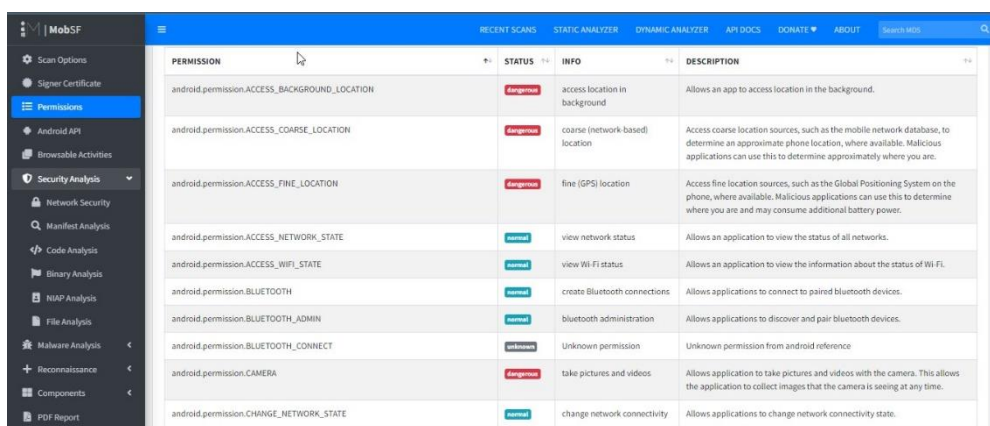 MobSF
RECENT SCANS STATIC ANALYZER DYNAMIC ANALYZER API DOCS DONATE ♥ ABOUT Search MD5
Scan Options
Signer Certificate
Permissions
Android API
Browsable Activities
Security Analysis
Network Security
Manifest Analysis
Code Analysis
Binary Analysis
NIAP Analysis
File Analysis
Malware Analysis
Reconnaissance
Components
PDF Report
PERMISSION STATUS INFO DESCRIPTION
android.permission.ACCESS_BACKGROUND_LOCATION dangerous access location in Allows an app to access location in the background.
background
android.permission.ACCESS_COARSE_LOCATION dangerous coarse (network-based) Access coarse location sources, such as the mobile network database, to
location determine an approximate phone location, where available. Malicious
applications can use this to determine approximately where you are.
android.permission.ACCESS_FINE_LOCATION dangerous fine (GPS) location Access fine location sources, such as the Global Positioning System on the
phone, where available. Malicious applications can use this to determine
where you are and may consume additional battery power.
android.permission.ACCESS_NETWORK_STATE normal view network status Allows an application to view the status of all networks.
android.permission.ACCESS_WIFI_STATE normal view Wi-Fi status Allows an application to view the information about the status of Wi-Fi.
android.permission.BLUETOOTH normal create Bluetooth connections Allows applications to connect to paired bluetooth devices.
android.permission.BLUETOOTH_ADMIN normal bluetooth administration Allows applications to discover and pair bluetooth devices.
android.permission.BLUETOOTH_CONNECT unknown Unknown permission Unknown permission from android reference
android.permission.CAMERA dangerous take pictures and videos Allows application to take pictures and videos with the camera. This allows
the application to collect images that the camera is seeing at any time.
android.permission.CHANGE_NETWORK_STATE normal change network connectivity Allows applications to change network connectivity state.